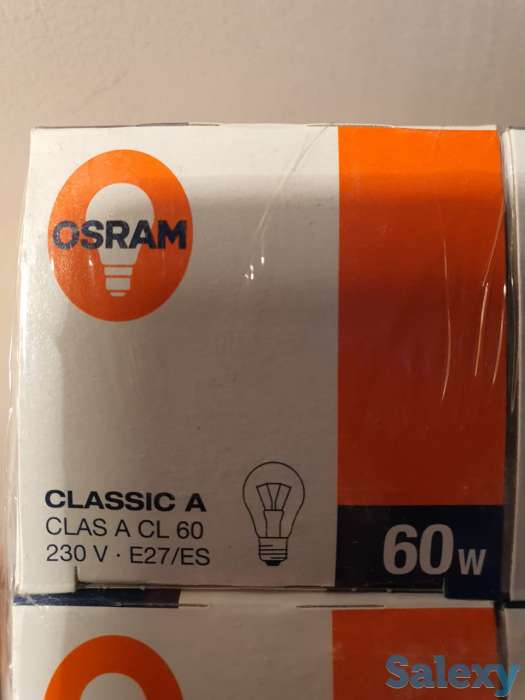 OSRAM
CLASSIC A
CLAS A CL 60
230 V · E27/ES
60W
Salexy